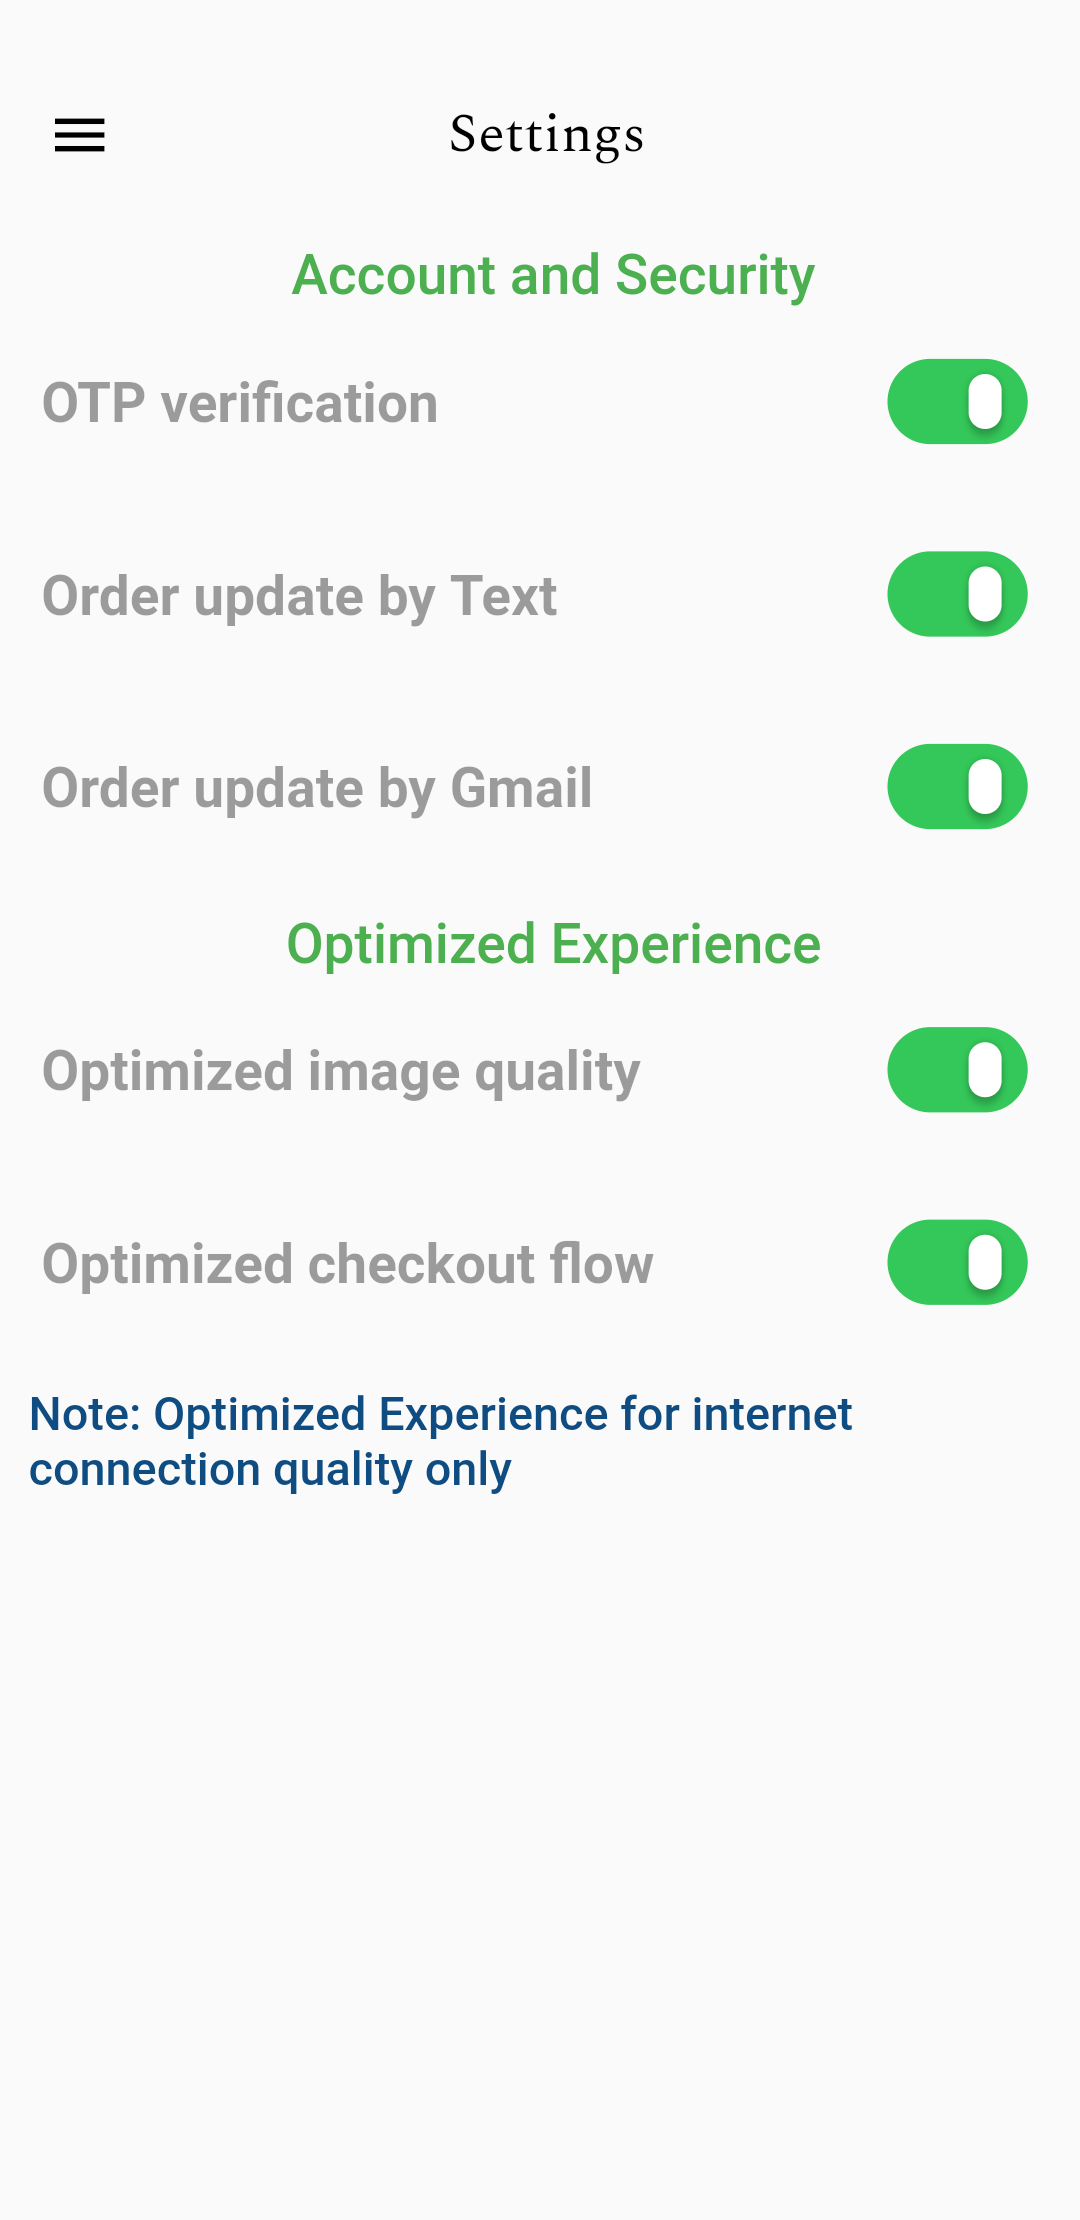 Settings
Account and Security
OTP verification
Order update by Text
Order update by Gmail
Optimized Experience
Optimized image quality
Optimized checkout flow
Note: Optimized Experience for internet
connection quality only